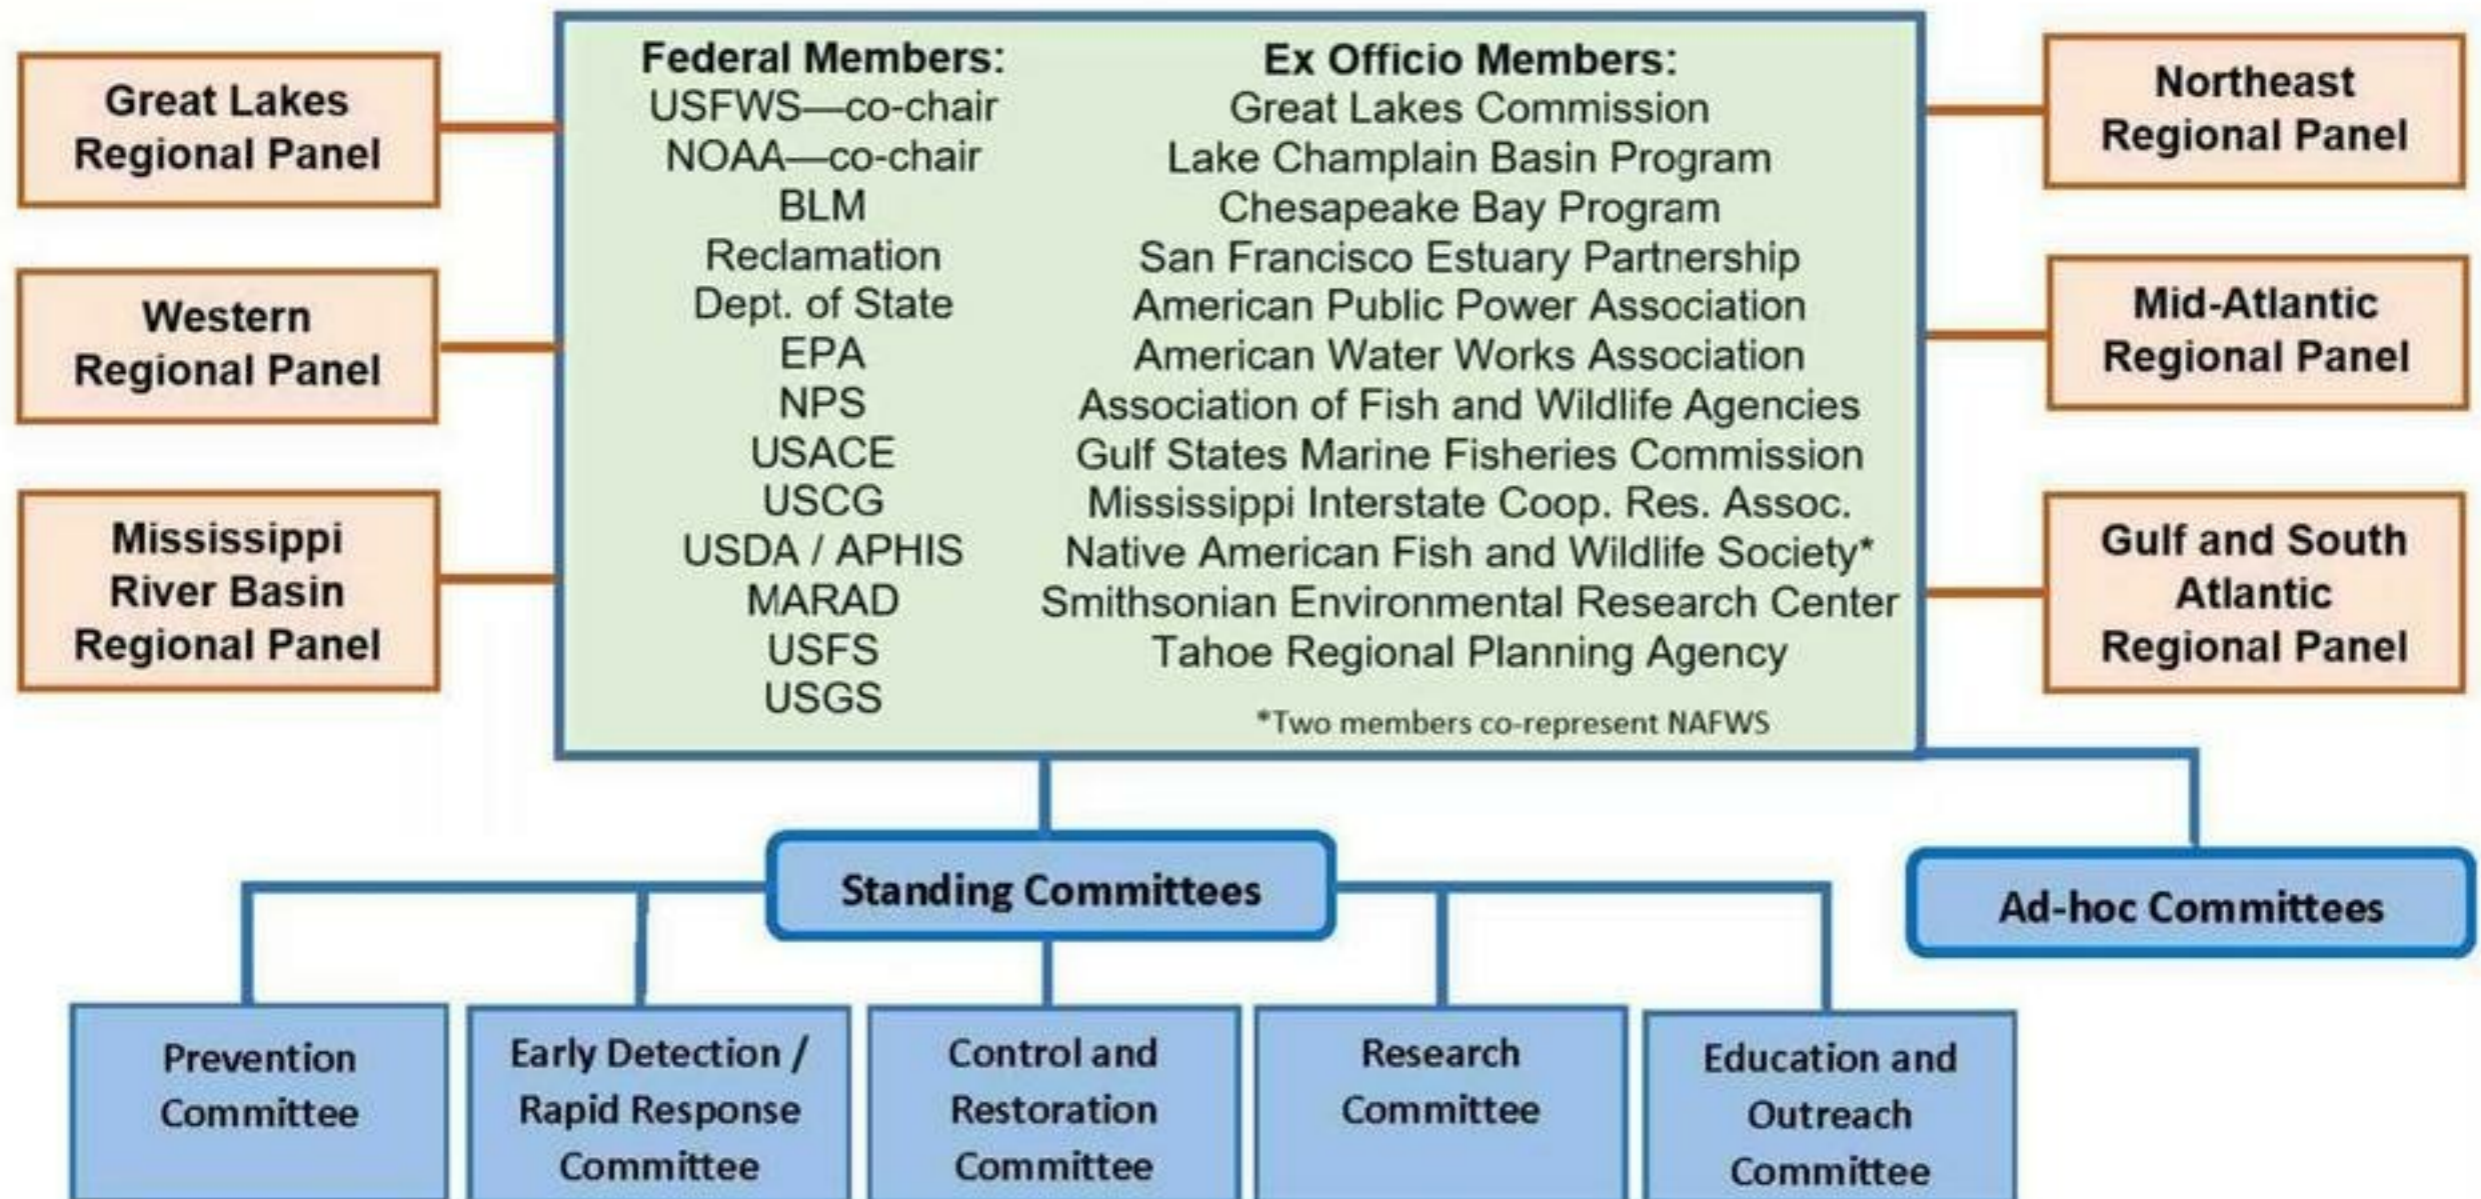 Great Lakes
Regional Panel
Western
Regional Panel
Mississippi
River Basin
Regional Panel
Federal Members:
USFWS—co-chair
NOAA—co-chair
BLM
Reclamation
Dept. of State
EPA
NPS
USACE
USCG
USDA / APHIS
MARAD
USFS
USGS
Ex Officio Members:
Great Lakes Commission
Lake Champlain Basin Program
Chesapeake Bay Program
San Francisco Estuary Partnership
American Public Power Association
American Water Works Association
Association of Fish and Wildlife Agencies
Gulf States Marine Fisheries Commission
Mississippi Interstate Coop. Res. Assoc.
Native American Fish and Wildlife Society*
Smithsonian Environmental Research Center
Tahoe Regional Planning Agency
*Two members co-represent NAFWS
Northeast
Regional Panel
Mid-Atlantic
Regional Panel
Gulf and South
Atlantic
Regional Panel
Standing Committees
Ad-hoc Committees
Prevention
Committee
Early Detection /
Rapid Response
Committee
Control and
Restoration
Committee
Research
Committee
Education and
Outreach
Committee